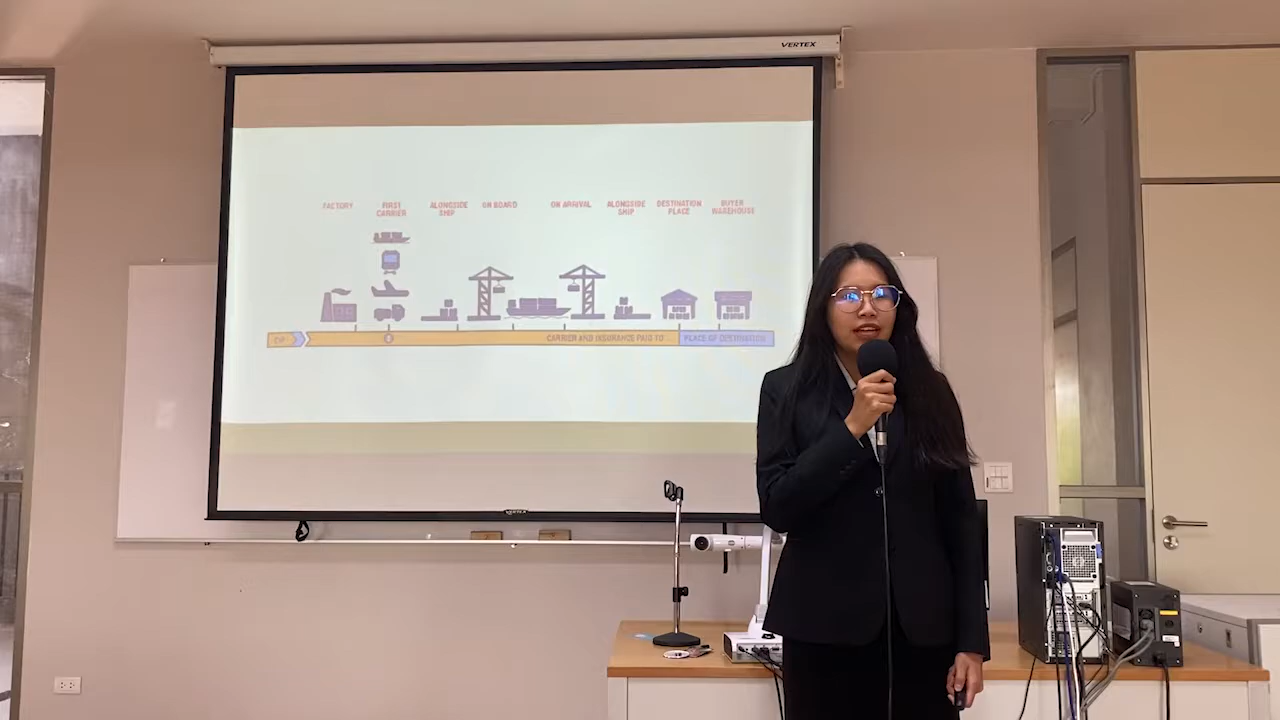 VERTEX
FACTORY
FIRST
CARRIER
ALONGSIDE
SHIP
ON BOARD
ON ARRIVAL
ALONGSIDE
SHIP
DESTINATION
PLACE
BUYER
WAREHOUSE
CIP
CARRIER AND INSURANCE PAID TO ...
PLACE OF DESTINATION
VERTEX